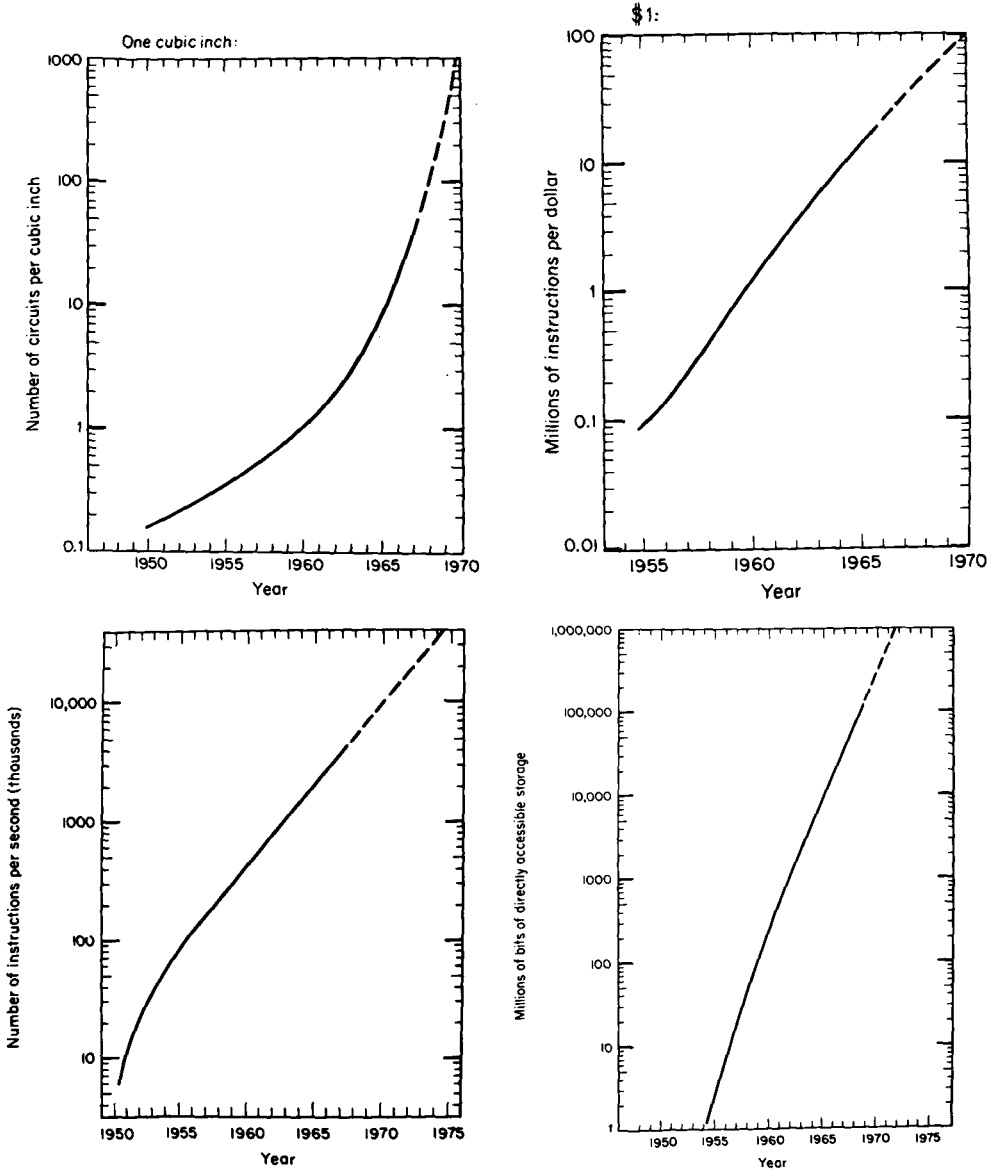 One cubic inch:
Number of circuits per cubic inch
1000
100
10
1
0.1
1950 1955 1960 1965 1970
Year
$1:
Millions of instructions per dollar
100
10
1
0.1
0.01
1955 1960 1965 1970
Year
Number of instructions per second (thousands)
10,000
1000
100
10
1950 1955 1960 1965 1970 1975
Year
Millions of bits of directly accessible storage
1,000,000
100,000
10,000
1000
100
10
1
1950 1955 1960 1965 1970 1975
Year